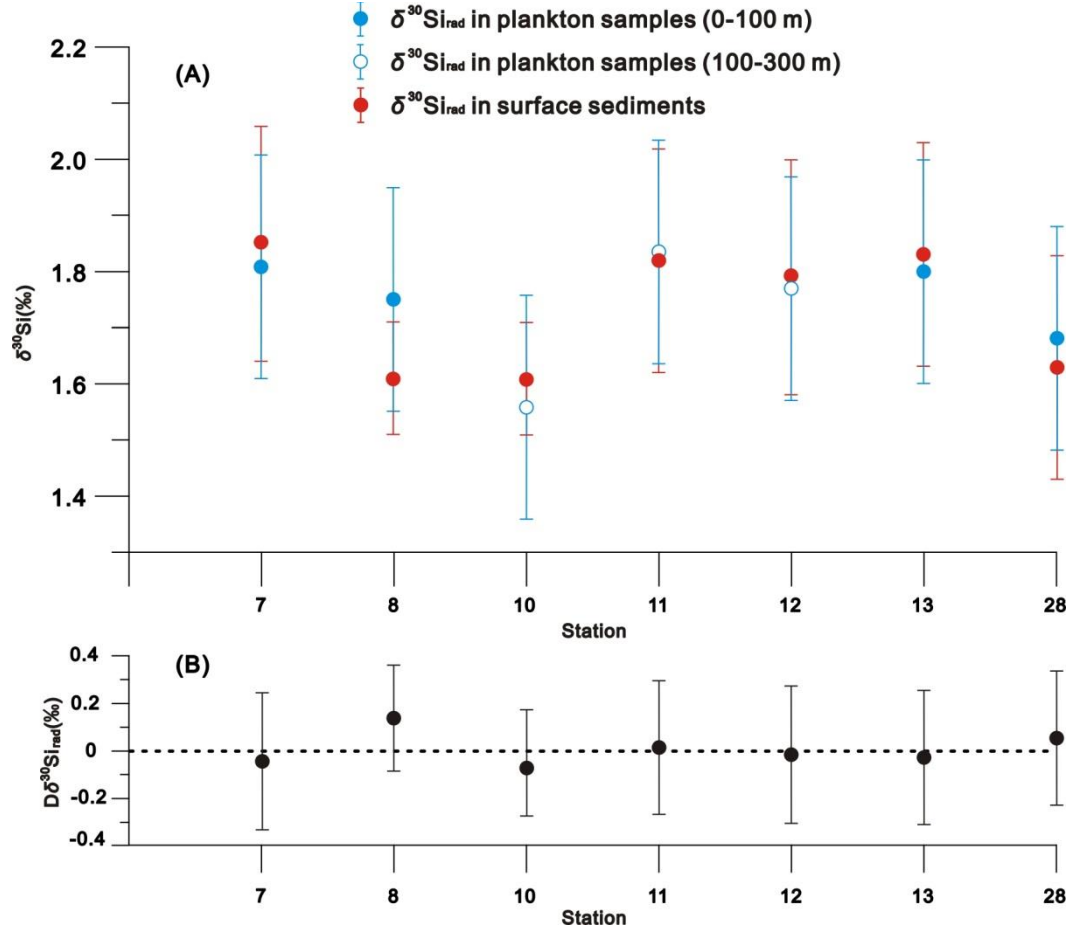 δ³⁰Sirad in plankton samples (0-100 m)
δ³⁰Sirad in plankton samples (100-300 m)
δ³⁰Sirad in surface sediments
(A)
2.2
2.0
1.8
1.6
1.4
δ³⁰Si(‰)
7 8 10 11 12 13 28
Station
(B)
0.4
0.2
0
-0.2
-0.4
Dδ³⁰Sirad(‰)
7 8 10 11 12 13 28
Station